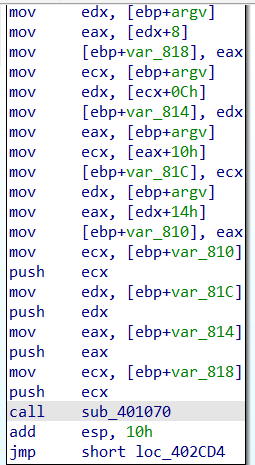 mov edx, [ebp+argv]
mov eax, [edx+8]
mov [ebp+var_818], eax
mov ecx, [ebp+argv]
mov edx, [ecx+0Ch]
mov [ebp+var_814], edx
mov eax, [ebp+argv]
mov ecx, [eax+10h]
mov [ebp+var_81C], ecx
mov edx, [ebp+argv]
mov eax, [edx+14h]
mov [ebp+var_810], eax
mov ecx, [ebp+var_810]
push ecx
mov edx, [ebp+var_81C]
push edx
mov eax, [ebp+var_814]
push eax
mov ecx, [ebp+var_818]
push ecx
call sub_401070
add esp, 10h
jmp short loc_402CD4